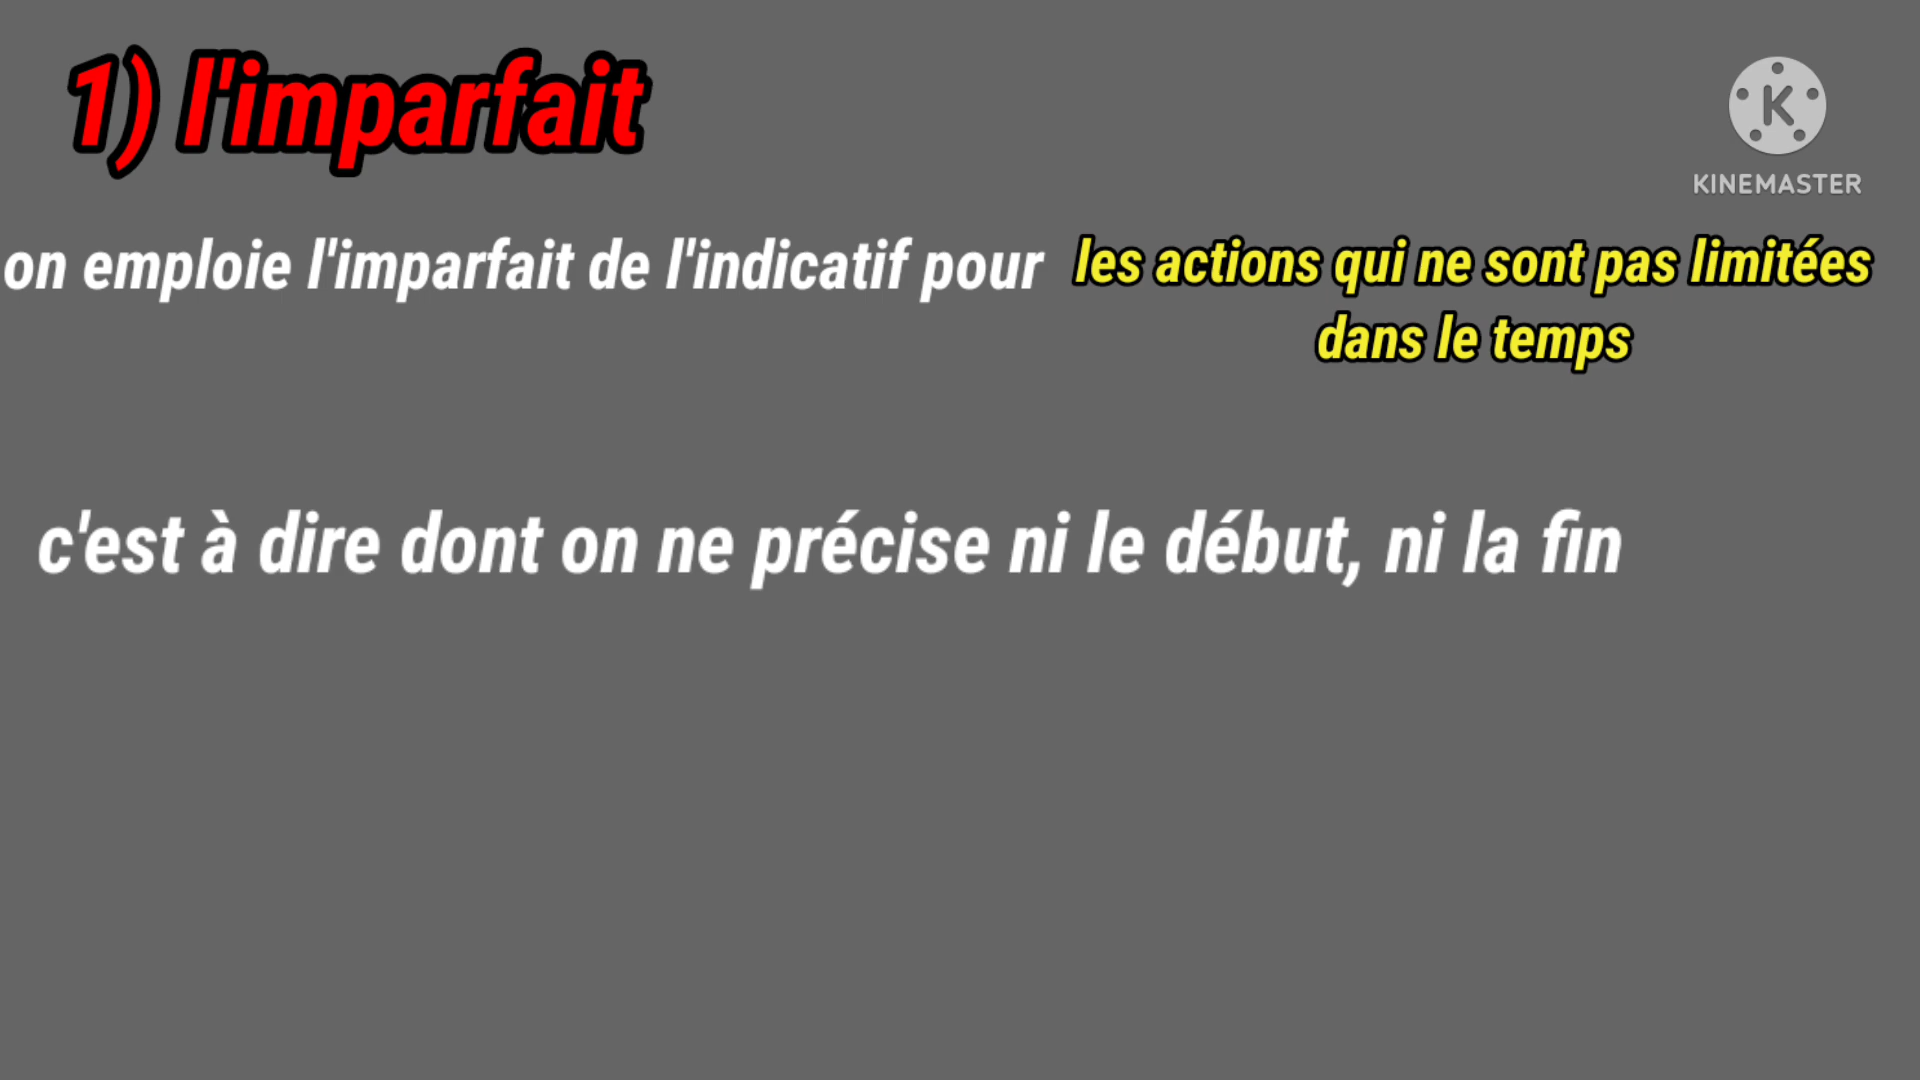 1) l'imparfait
K
KINEMASTER
on emploie l'imparfait de l'indicatif pour les actions qui ne sont pas limitées
dans le temps
c'est à dire dont on ne précise ni le début, ni la fin